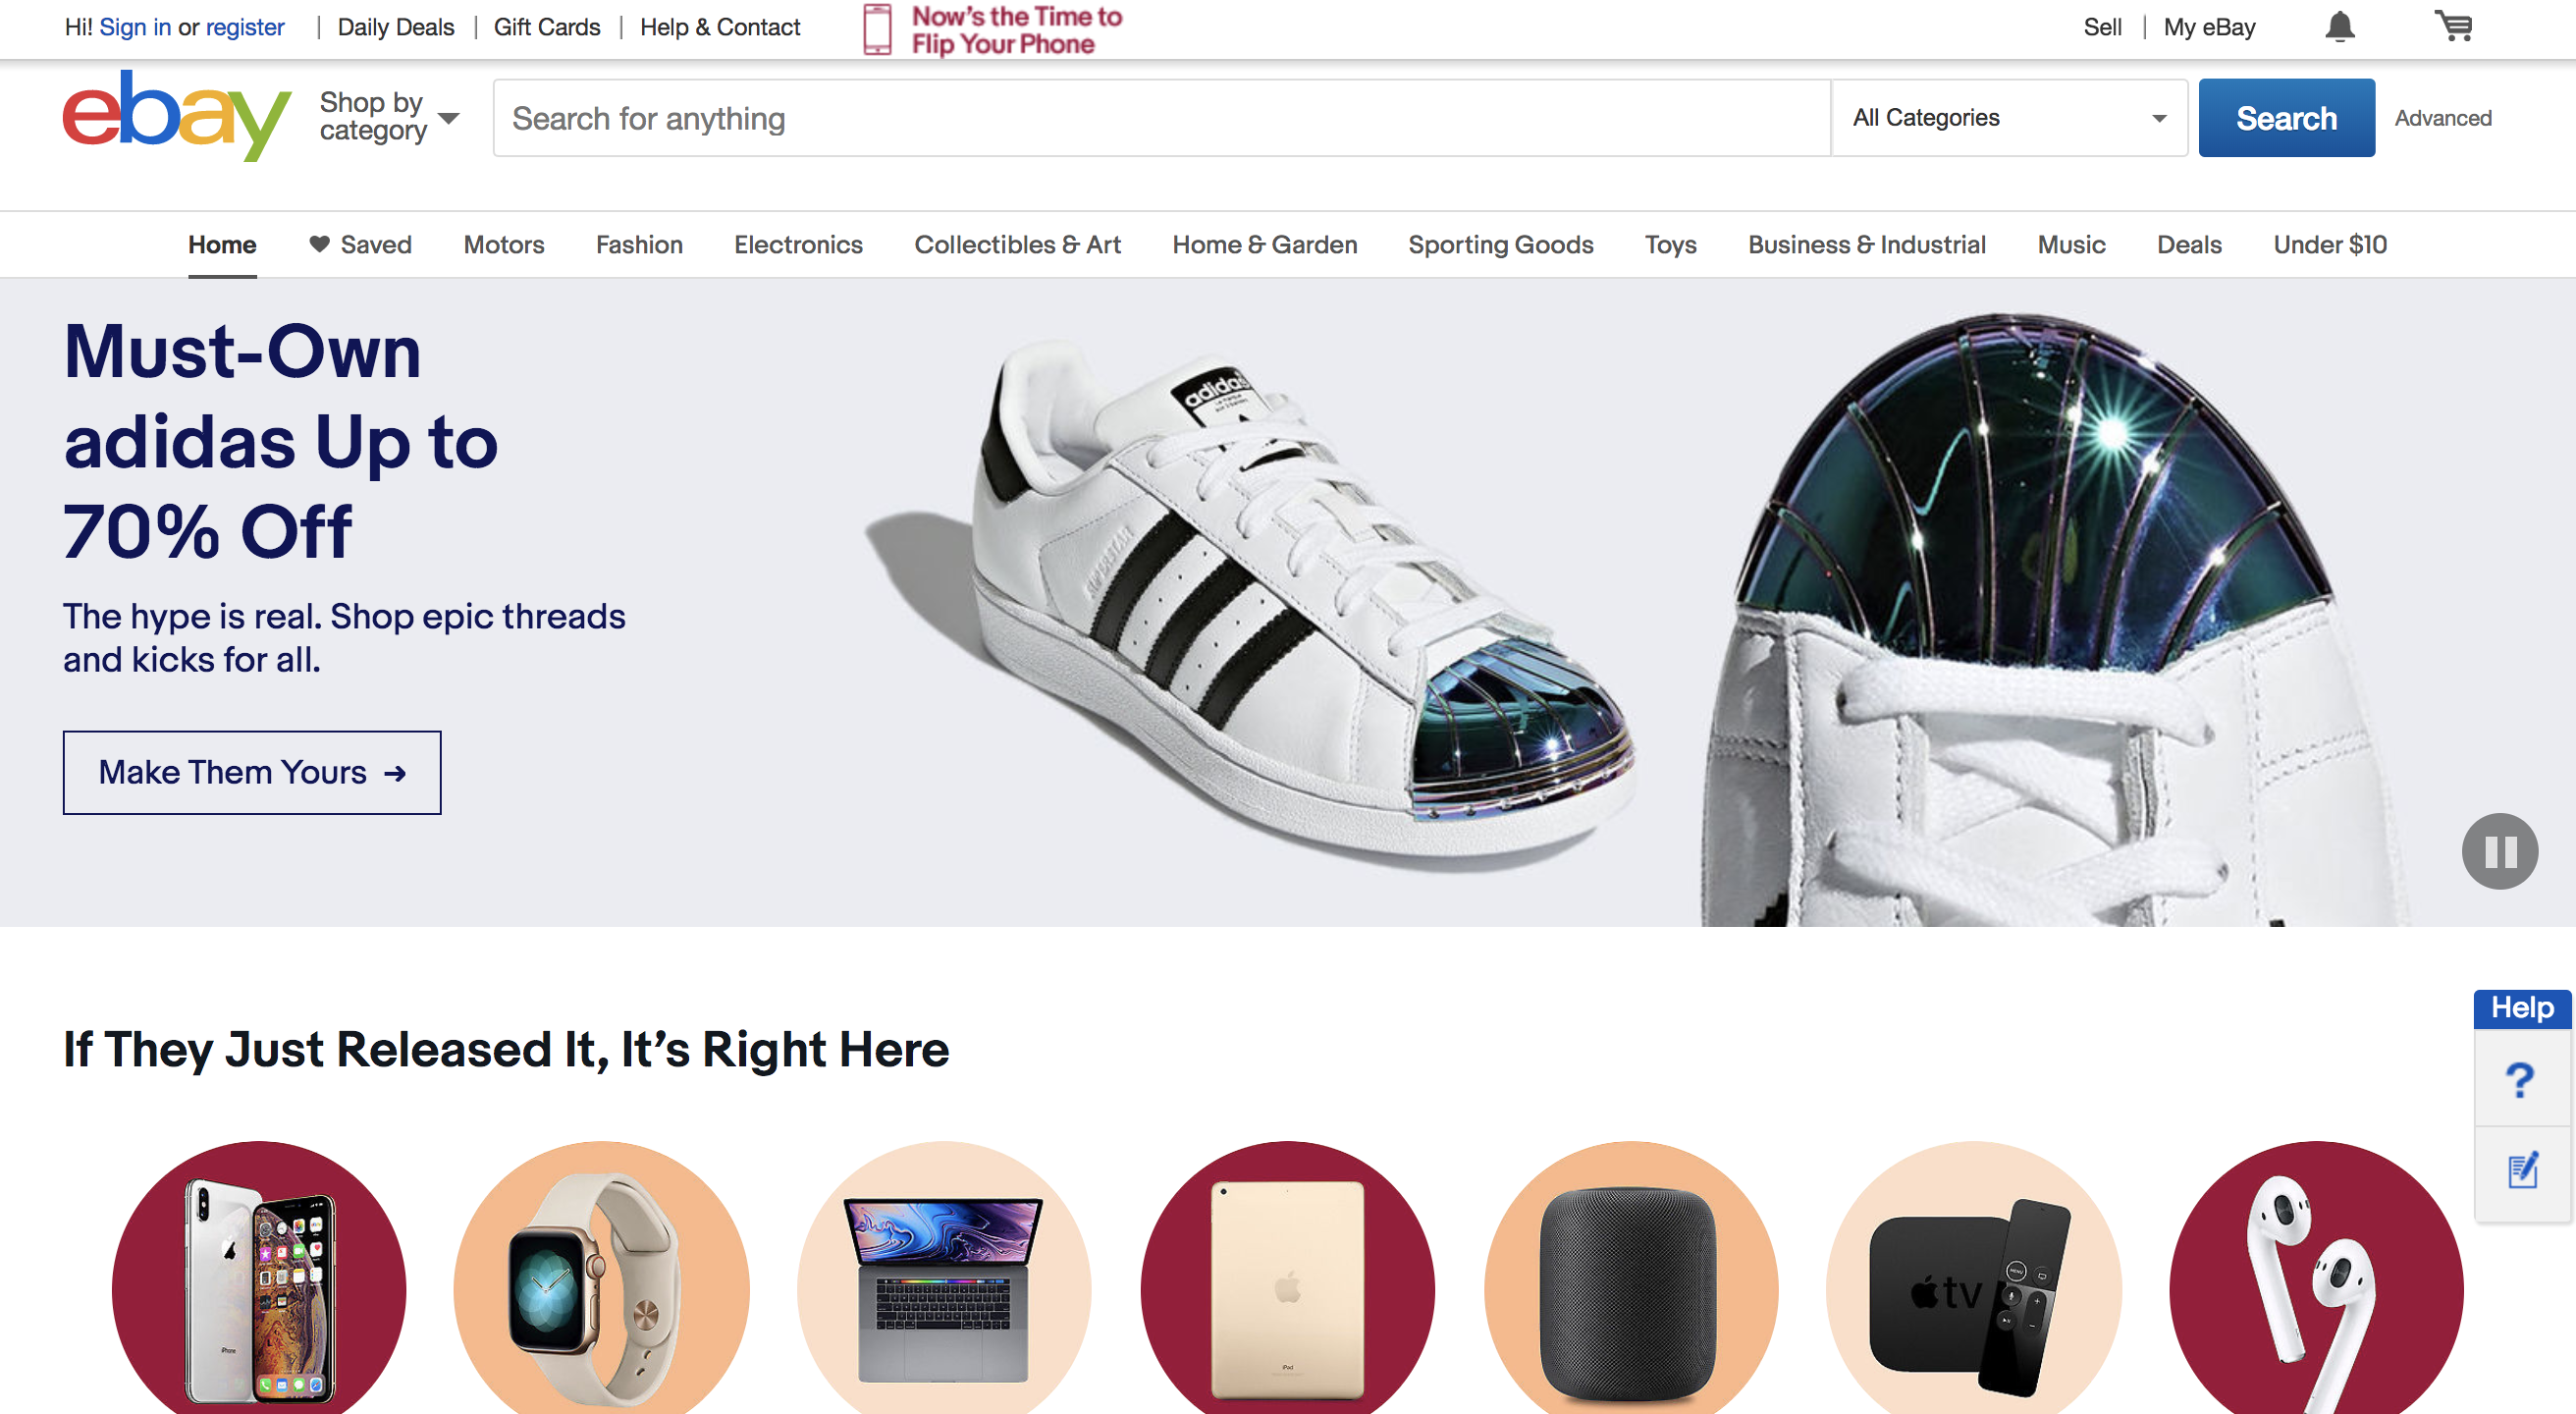 Hi! Sign in or register | Daily Deals | Gift Cards | Help & Contact
Now's the Time to
Flip Your Phone
Sell | My eBay
ebay
Shop by
category
Search for anything
All Categories
Search
Advanced
Home
Saved
Motors
Fashion
Electronics
Collectibles & Art
Home & Garden
Sporting Goods
Toys
Business & Industrial
Music
Deals
Under $10
Must-Own
adidas Up to
70% Off
The hype is real. Shop epic threads
and kicks for all.
Make Them Yours →
adidas
SUPERSTAR
Help
?
If They Just Released It, It's Right Here
iPhone
iPad
tv
MENU